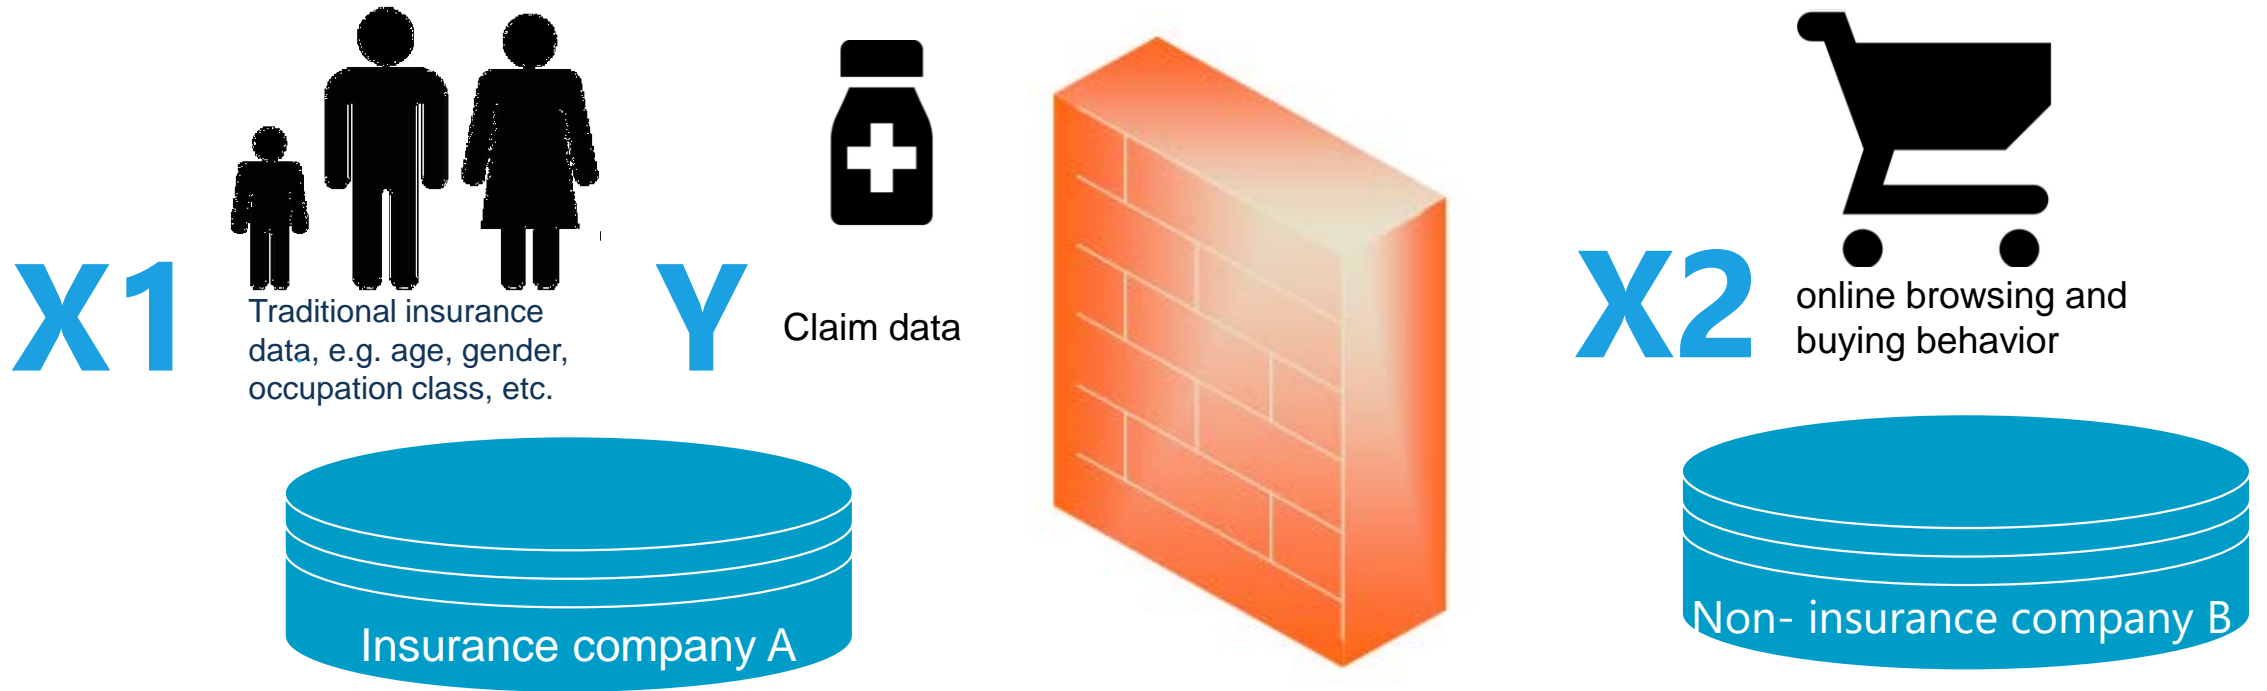 X1
Traditional insurance
data, e.g. age, gender,
occupation class, etc.
Y
Claim data
X2
online browsing and
buying behavior
Insurance company A
Non- insurance company B